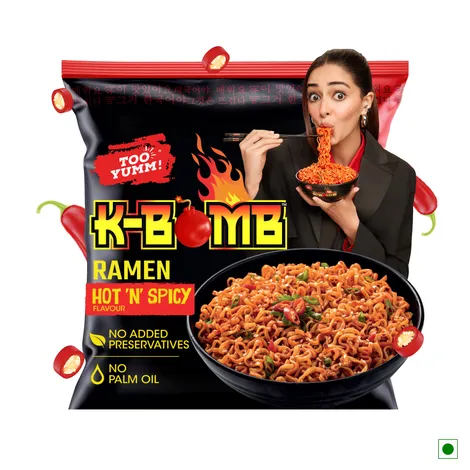 TOO
YUMM!
K-BOMB
RAMEN
HOT 'N' SPICY
FLAVOUR
NO ADDED
PRESERVATIVES
NO
PALM OIL